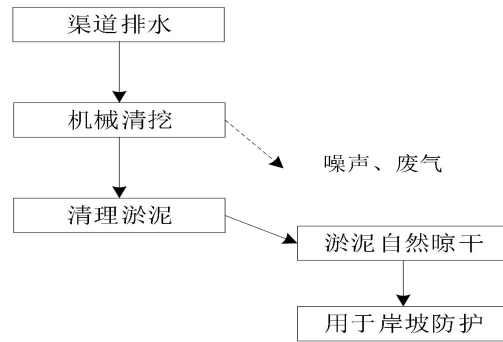 渠道排水
机械清挖
噪声、废气
清理淤泥
淤泥自然晾干
用于岸坡防护